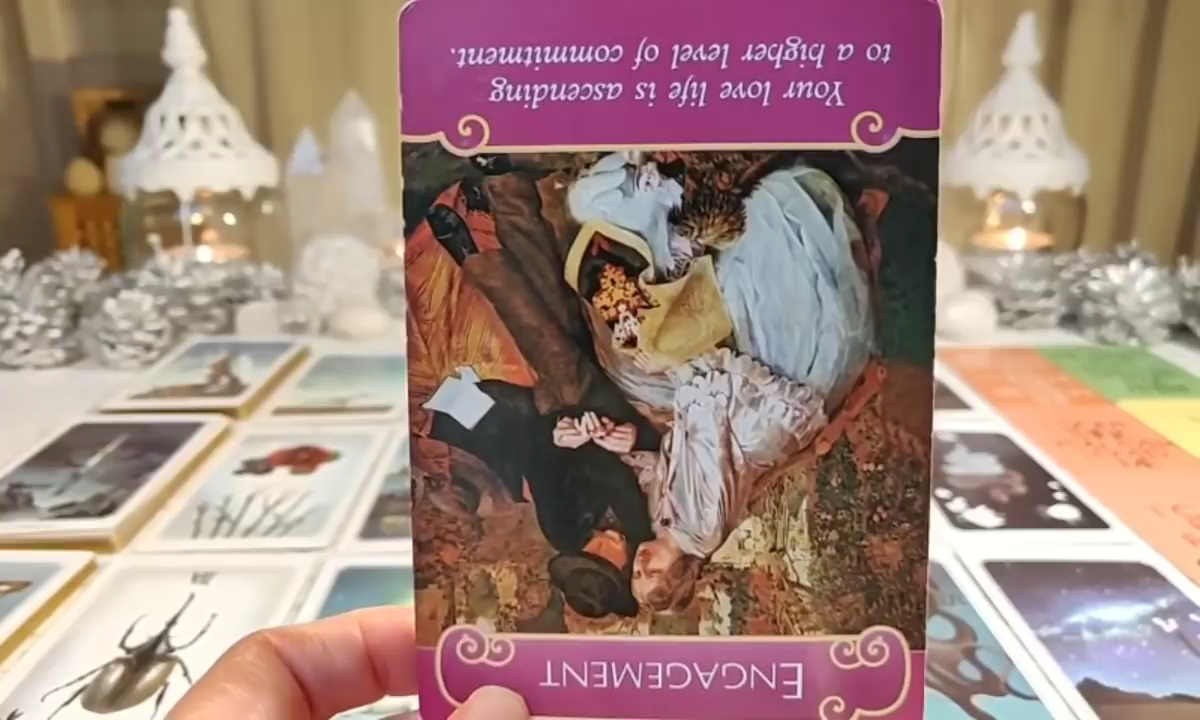 ENGAGEMENT
Your love life is ascending
to a higher level of commitment.